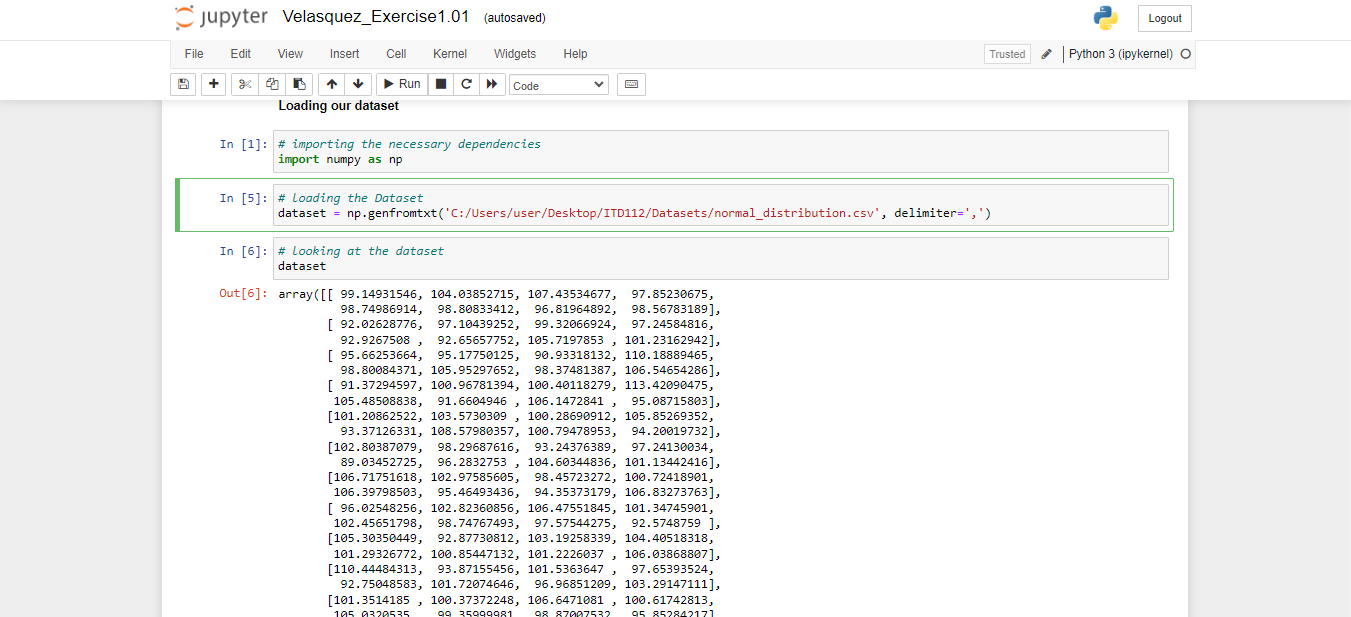 jupyter Velasquez_Exercise1.01 (autosaved) Logout
File Edit View Insert Cell Kernel Widgets Help Trusted Python 3 (ipykernel)
Run Code
Loading our dataset
In [1]: # importing the necessary dependencies
import numpy as np
In [5]: # loading the Dataset
dataset = np.genfromtxt('C:/Users/user/Desktop/ITD112/Datasets/normal_distribution.csv', delimiter=',')
In [6]: # looking at the dataset
dataset
Out[6]: array([[ 99.14931546, 104.03852715, 107.43534677, 97.85230675,
98.74986914, 98.80833412, 96.81964892, 98.56783189],
[ 92.02628776, 97.10439252, 99.32066924, 97.24584816,
92.9267508 , 92.65657752, 105.7197853 , 101.23162942],
[ 95.66253664, 95.17750125, 90.93318132, 110.18889465,
98.80084371, 105.95297652, 98.37481387, 106.54654286],
[ 91.37294597, 100.96781394, 100.40118279, 113.42090475,
105.48508838, 91.6604946 , 106.1472841 , 95.08715803],
[101.20862522, 103.5730309 , 100.28690912, 105.85269352,
93.37126331, 108.57980357, 100.79478953, 94.20019732],
[102.80387079, 98.29687616, 93.24376389, 97.24130034,
89.03452725, 96.2832753 , 104.60344836, 101.13442416],
[106.71751618, 102.97585605, 98.45723272, 100.72418901,
106.39798503, 95.46493436, 94.35373179, 106.83273763],
[ 96.02548256, 102.82360856, 106.47551845, 101.34745901,
102.45651798, 98.74767493, 97.57544275, 92.5748759 ],
[105.30350449, 92.87730812, 103.19258339, 104.40518318,
101.29326772, 100.85447132, 101.2226037 , 106.03868807],
[110.44484313, 93.87155456, 101.5363647 , 97.65393524,
92.75048583, 101.72074646, 96.96851209, 103.29147111],
[101.3514185 , 100.37372248, 106.6471081 , 100.61742813,
105.0320535 , 99.35999981, 98.87007532, 95.85284217],